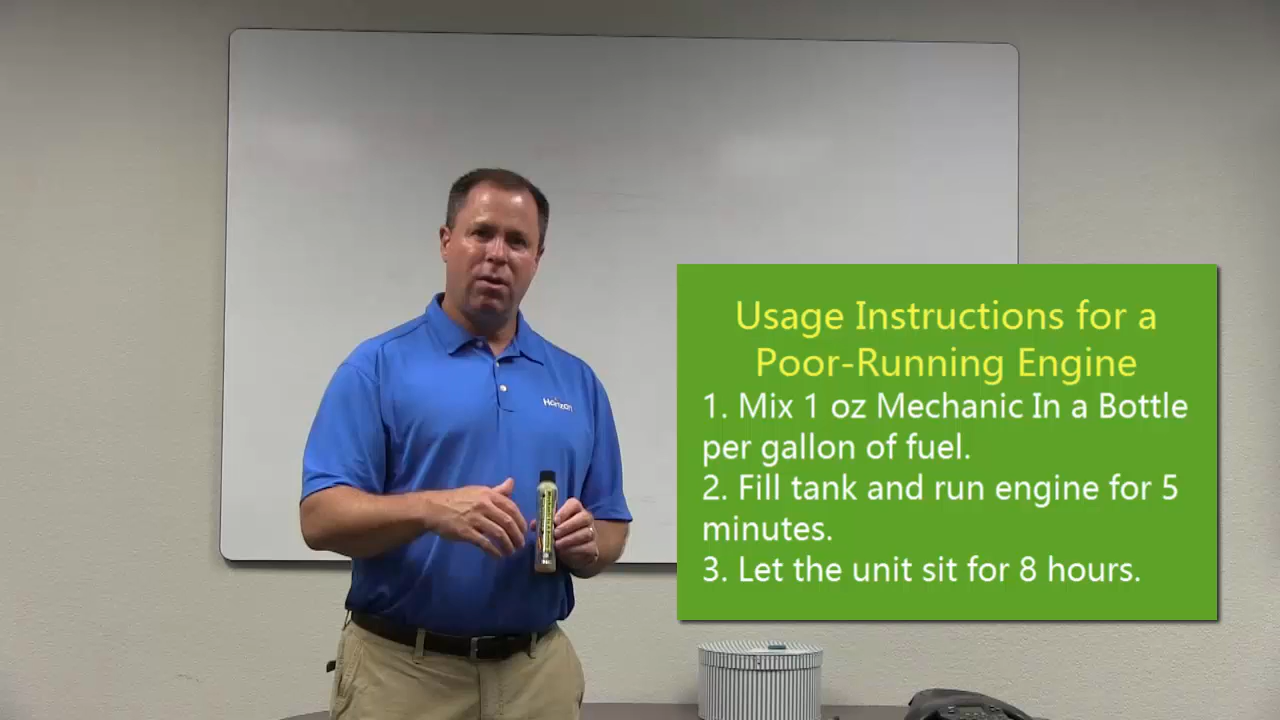 Usage Instructions for a
Poor-Running Engine
1. Mix 1 oz Mechanic In a Bottle
per gallon of fuel.
2. Fill tank and run engine for 5
minutes.
3. Let the unit sit for 8 hours.
Horizon